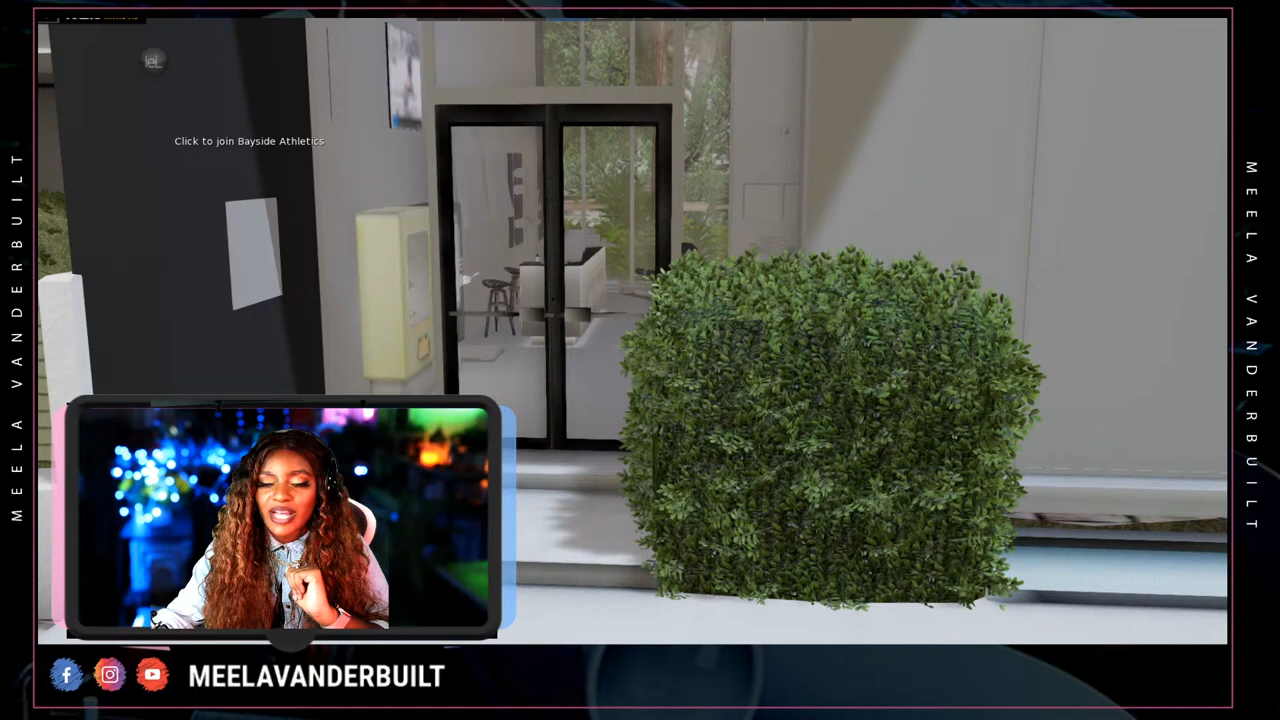 Click to join Bayside Athletics
MEELA VANDERBUILT
MEELA VANDERBUILT
MEELAVANDERBUILT